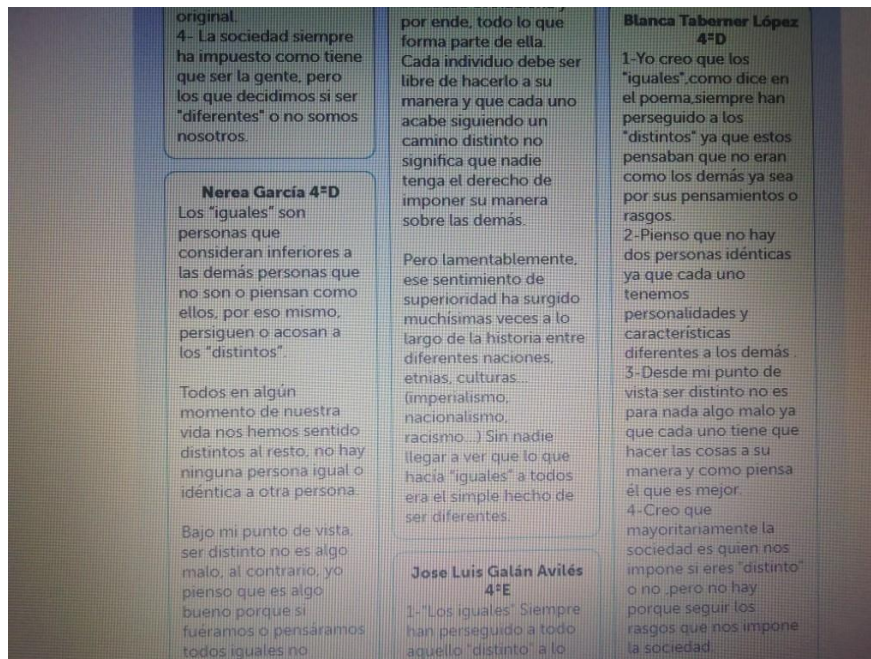 original.
4- La sociedad siempre
ha impuesto como tiene
que ser la gente, pero
los que decidimos si ser
"diferentes" o no somos
nosotros.
Nerea García 4ºD
Los "iguales" son
personas que
consideran inferiores a
las demás personas que
no son o piensan como
ellos, por eso mismo,
persiguen o acosan a
los "distintos".
Todos en algún
momento de nuestra
vida nos hemos sentido
distintos al resto, no hay
ninguna persona igual o
idéntica a otra persona.
Bajo mi punto de vista,
ser distinto no es algo
malo, al contrario, yo
pienso que es algo
bueno porque si
fuéramos o pensáramos
todos iguales no
por ende, todo lo que
forma parte de ella.
Cada individuo debe ser
libre de hacerlo a su
manera y que cada uno
acabe siguiendo un
camino distinto no
significa que nadie
tenga el derecho de
imponer su manera
sobre las demás.
Pero lamentablemente,
ese sentimiento de
superioridad ha surgido
muchísimas veces a lo
largo de la historia entre
diferentes naciones,
etnias, culturas...
(imperialismo,
nacionalismo,
racismo...) Sin nadie
llegar a ver que lo que
hacía "iguales" a todos
era el simple hecho de
ser diferentes.
Jose Luis Galán Avilés
4ºE
1-"Los iguales" Siempre
han perseguido a todo
aquello "distinto" a lo
Blanca Taberner López
4ºD
1-Yo creo que los
"iguales",como dice en
el poema,siempre han
perseguido a los
"distintos" ya que estos
pensaban que no eran
como los demás ya sea
por sus pensamientos o
rasgos.
2-Pienso que no hay
dos personas idénticas
ya que cada uno
tenemos
personalidades y
características
diferentes a los demás .
3-Desde mi punto de
vista ser distinto no es
para nada algo malo ya
que cada uno tiene que
hacer las cosas a su
manera y como piensa
él que es mejor.
4-Creo que
mayoritariamente la
sociedad es quien nos
impone si eres "distinto"
o no ,pero no hay
porque seguir los
rasgos que nos impone
la sociedad.